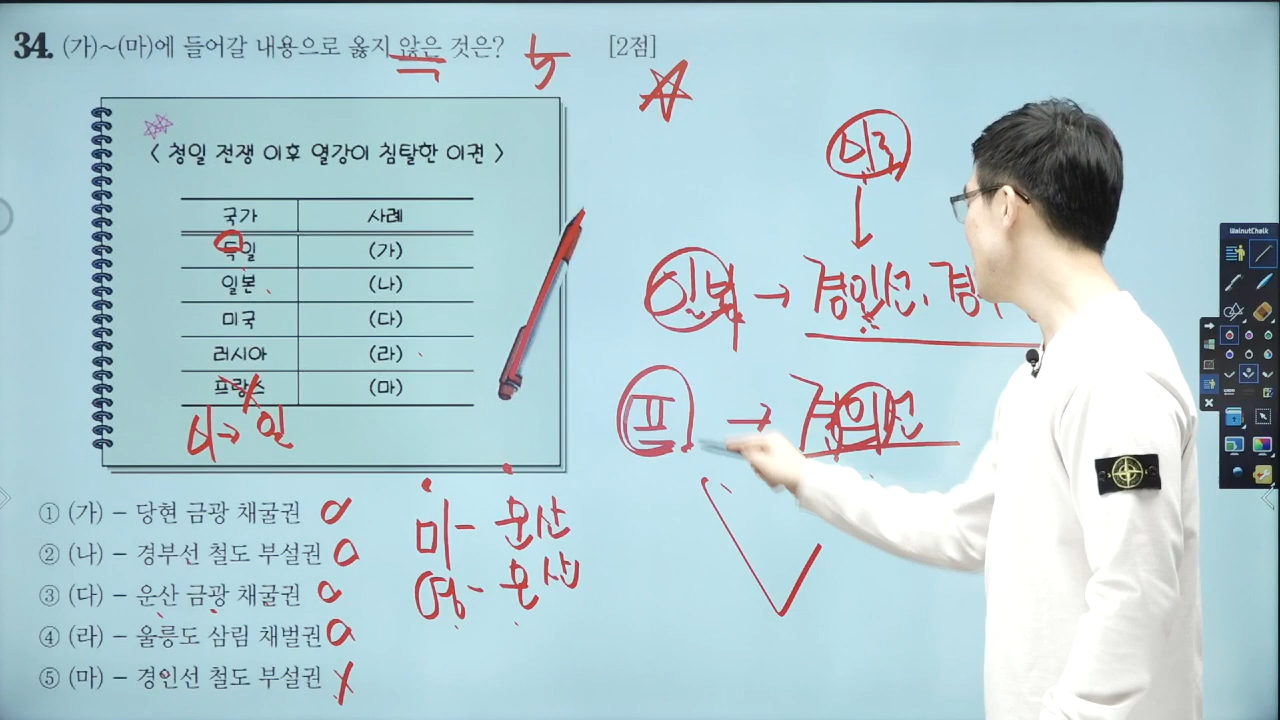 34. (가)~(마)에 들어갈 내용으로 옳지 않은 것은? [2점]
< 청일 전쟁 이후 열강이 침탈한 이권 >
국가 사례
독일 (가)
일본 (나)
미국 (다)
러시아 (라)
프랑스 (마)
미→일
① (가) – 당현 금광 채굴권
② (나) – 경부선 철도 부설권
③ (다) – 운산 금광 채굴권
④ (라) – 울릉도 삼림 채벌권
⑤ (마) – 경인선 철도 부설권
미 - 운산
영 - 은산
일본 → 경인선, 경
프 → 경의선
WalnutChalk